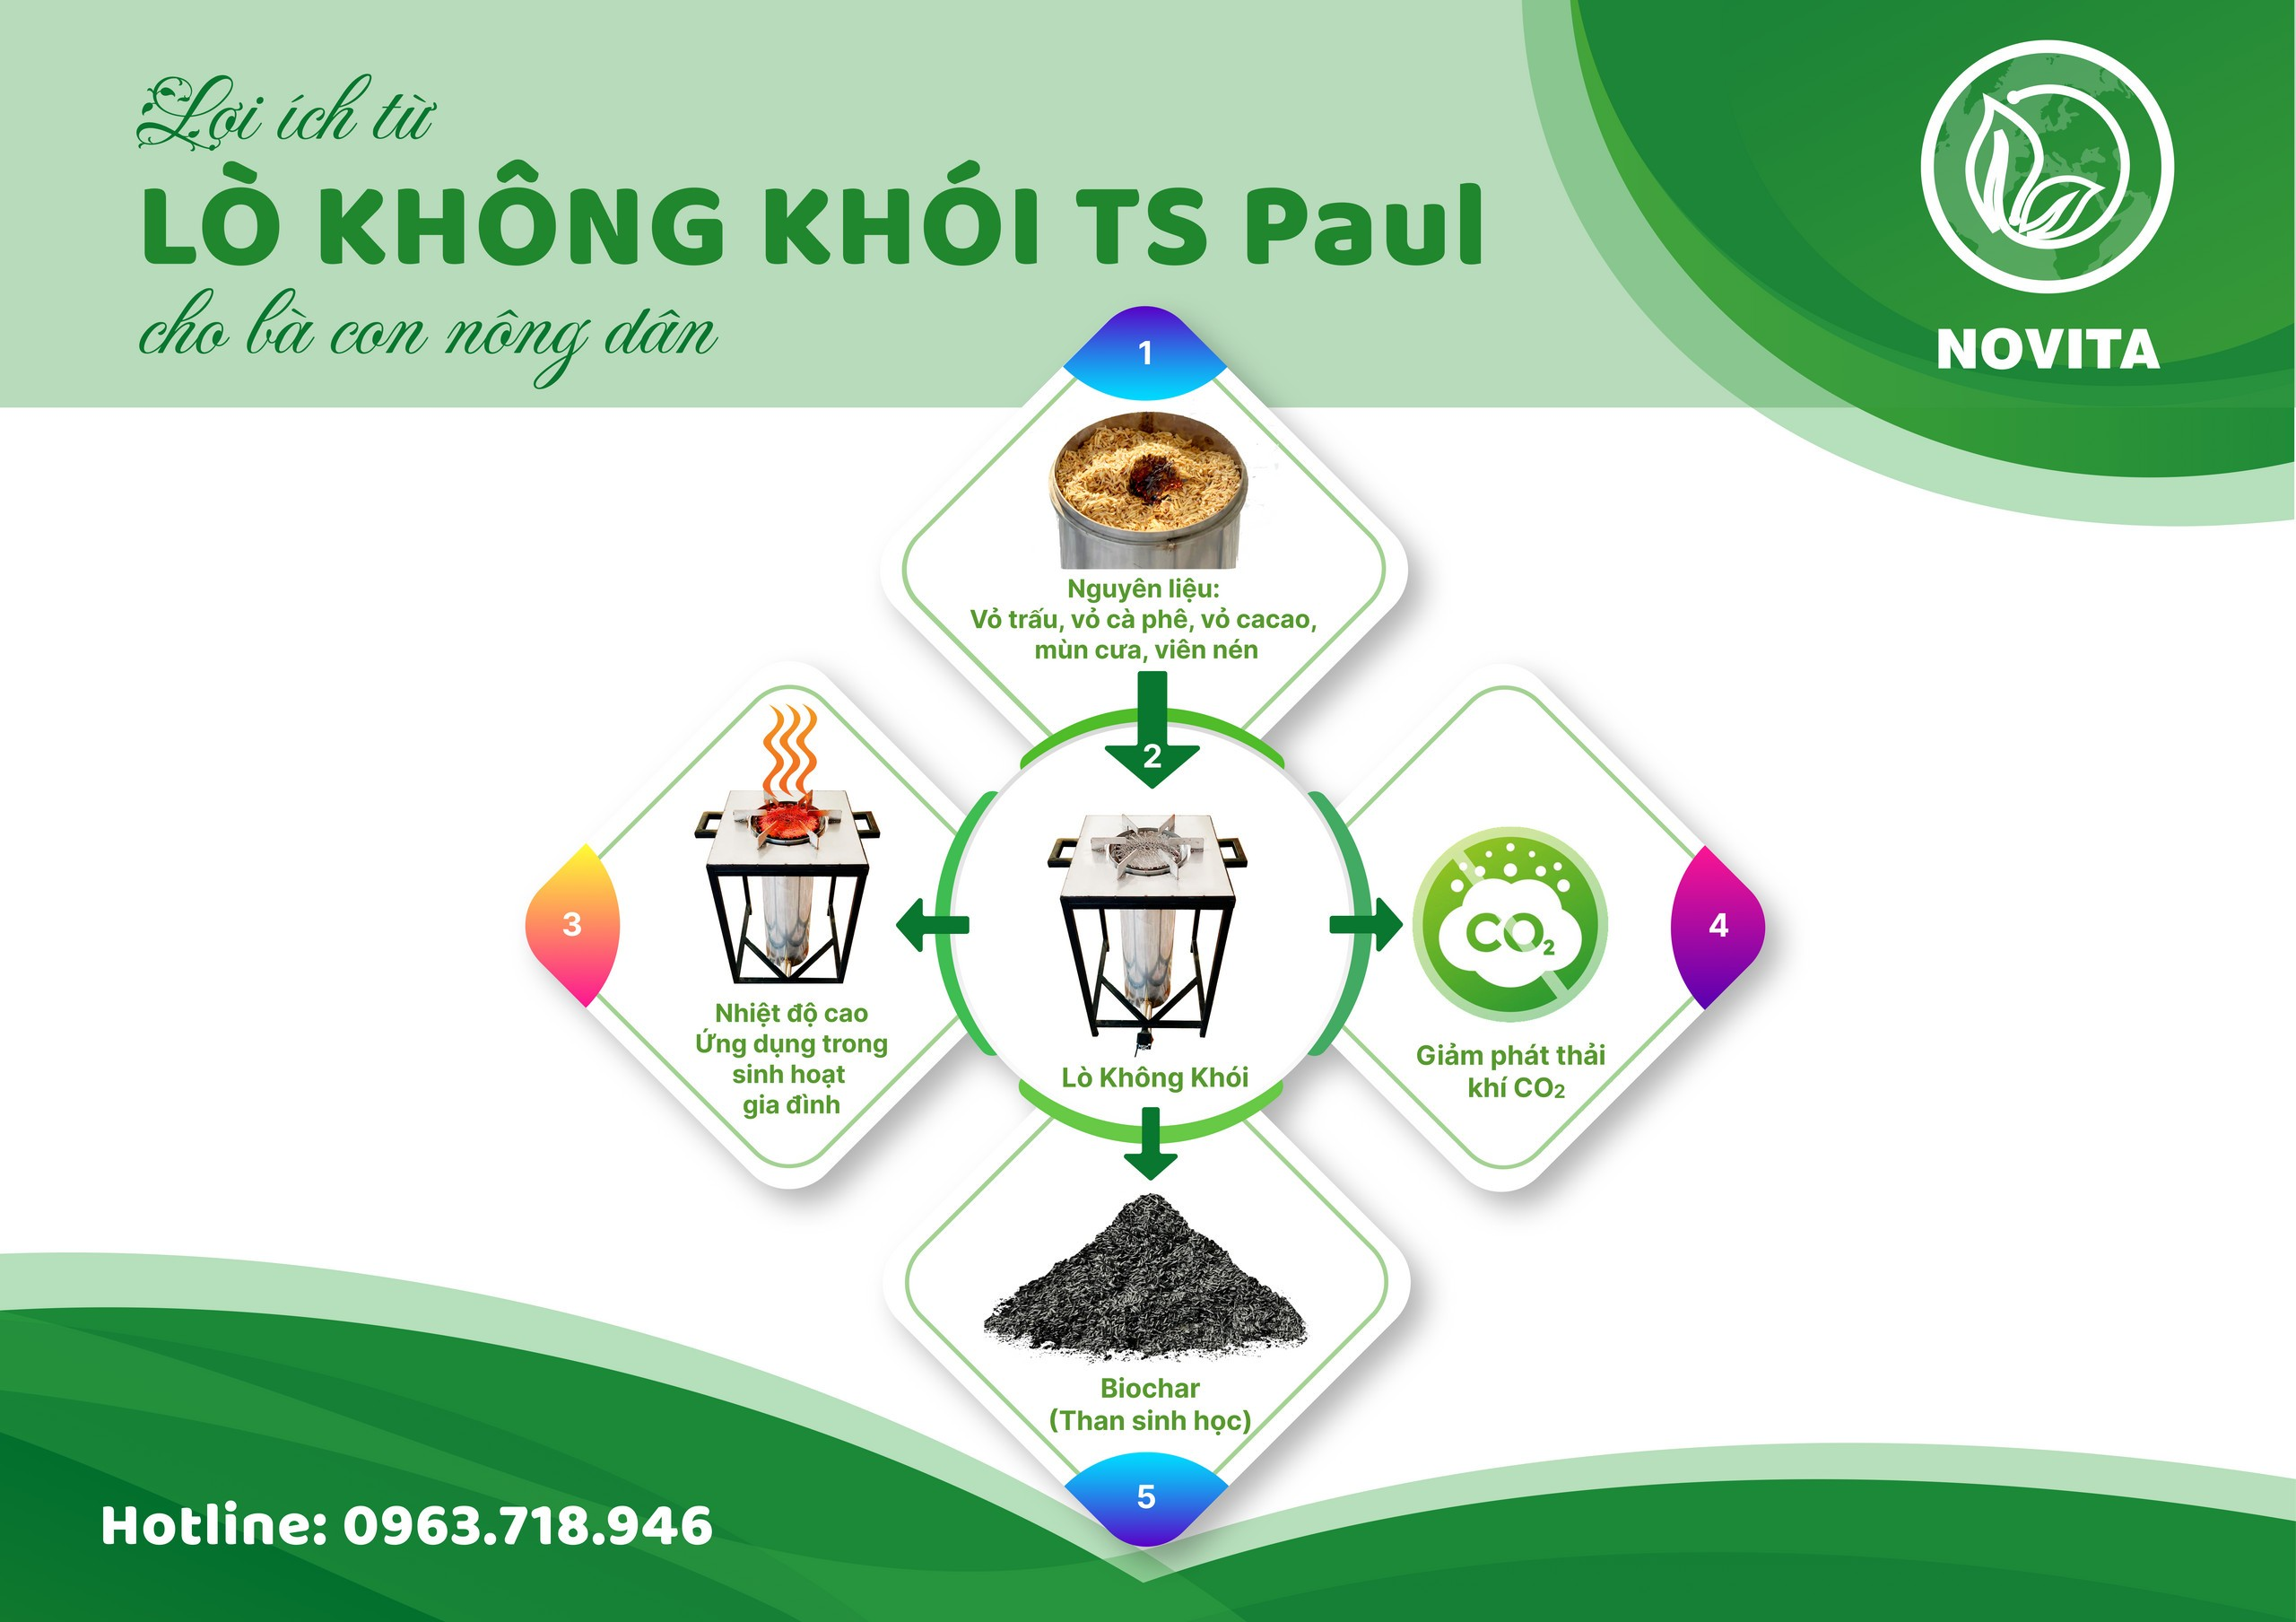 Lợi ích từ
LÒ KHÔNG KHÓI TS Paul
cho bà con nông dân
NOVITA
1
Nguyên liệu:
Vỏ trấu, vỏ cà phê, vỏ cacao,
mùn cưa, viên nén
2
Lò Không Khói
3
Nhiệt độ cao
Ứng dụng trong
sinh hoạt
gia đình
CO₂
4
Giảm phát thải
khí CO₂
Biochar
(Than sinh học)
5
Hotline: 0963.718.946